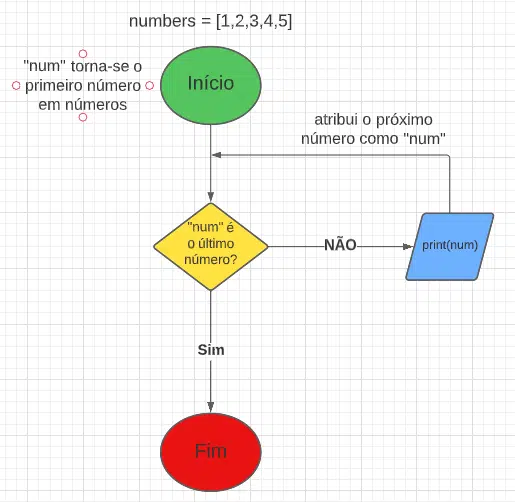 numbers = [1,2,3,4,5]
"num" torna-se o
primeiro número
em números
Início
atribui o próximo
número como "num"
"num" é
o último
número?
NÃO
print(num)
Sim
Fim